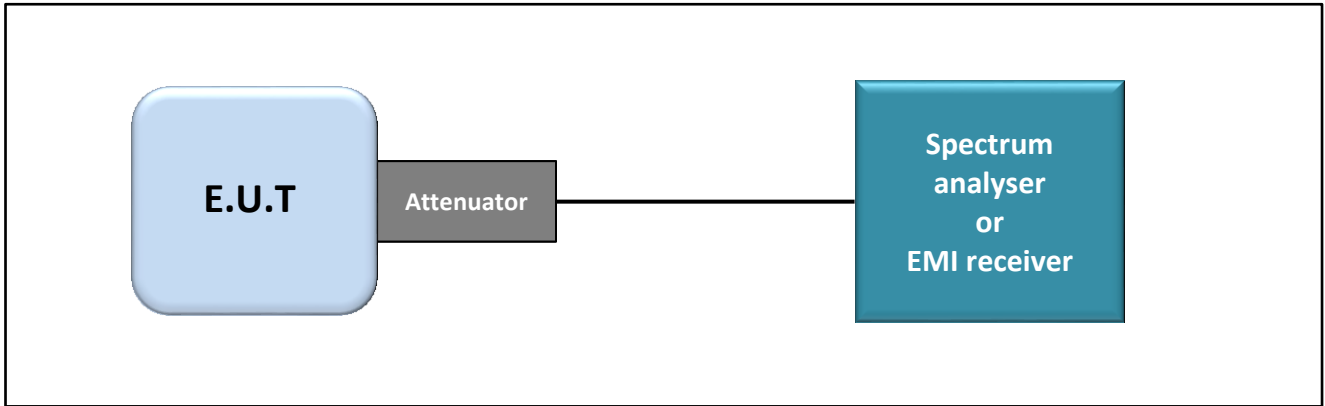 E.U.T
Attenuator
Spectrum
analyser
or
EMI receiver